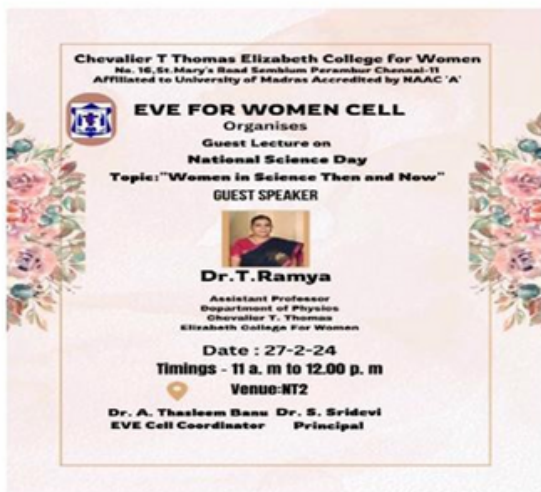 Chevalier T Thomas Elizabeth College for Women
No. 16,St.Mary's Road Sembium Perambur Chennai-11
Affiliated to University of Madras Accredited by NAAC 'A'
EVE FOR WOMEN CELL
Organises
Guest Lecture on
National Science Day
Topic:"Women in Science Then and Now"
GUEST SPEAKER
Dr.T.Ramya
Assistant Professor
Department of Physics
Chevalier T. Thomas
Elizabeth College For Women
Date : 27-2-24
Timings - 11 a. m to 12.00 p. m
Venue:NT2
Dr. A. Thasleem Banu Dr. S. Sridevi
EVE Cell Coordinator Principal